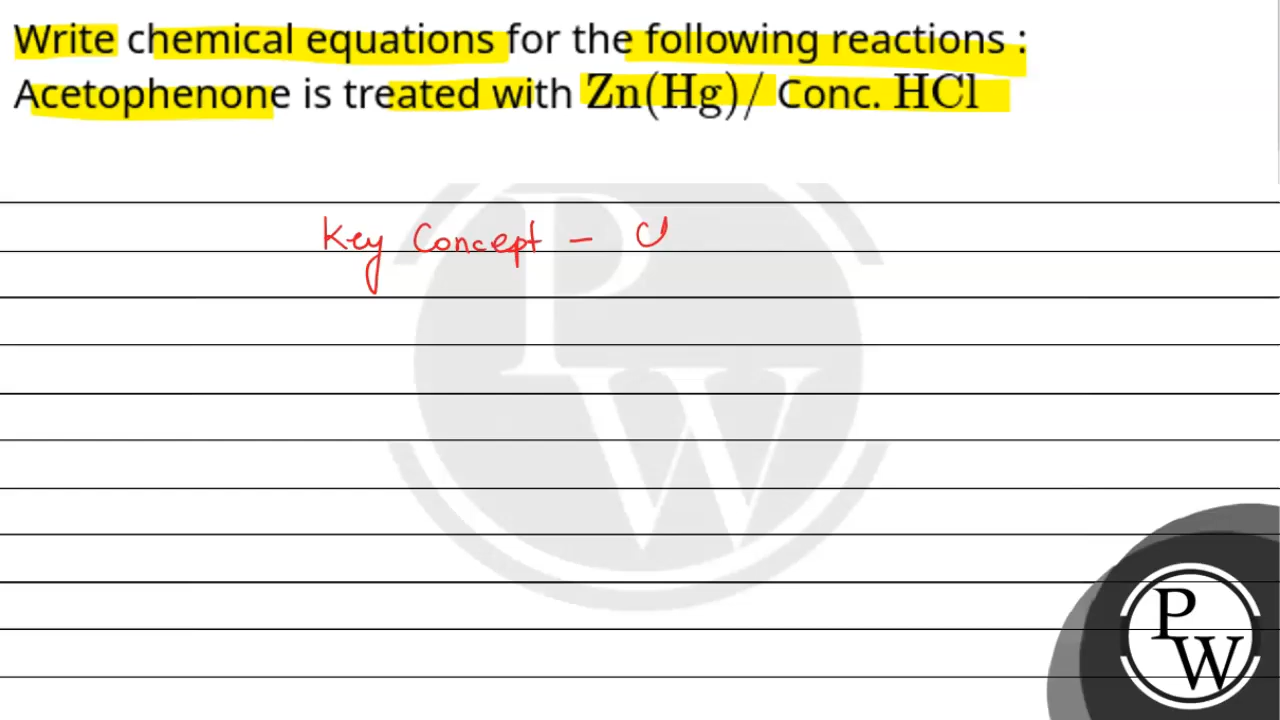 Write chemical equations for the following reactions :
Acetophenone is treated with Zn(Hg)/ Conc. HCl
Key Concept -
P
W
P
W